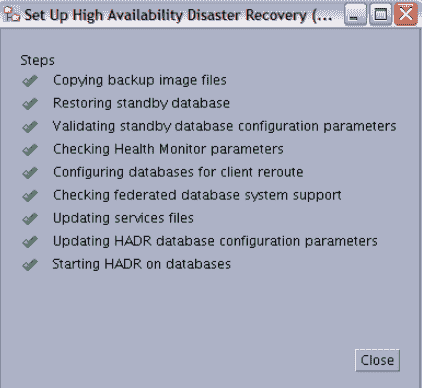 Set Up High Availability Disaster Recovery (...
Steps
Copying backup image files
Restoring standby database
Validating standby database configuration parameters
Checking Health Monitor parameters
Configuring databases for client reroute
Checking federated database system support
Updating services files
Updating HADR database configuration parameters
Starting HADR on databases
Close